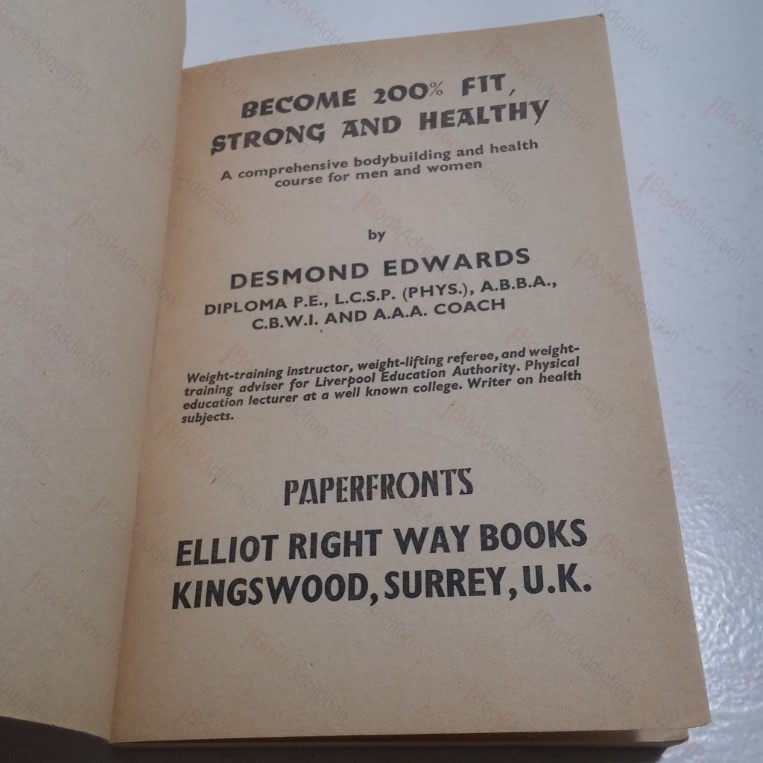 BECOME 200% FIT,
STRONG AND HEALTHY
A comprehensive bodybuilding and health
course for men and women
by
DESMOND EDWARDS
DIPLOMA P.E., L.C.S.P. (PHYS.), A.B.B.A.,
C.B.W.I. AND A.A.A. COACH
Weight-training instructor, weight-lifting referee, and weight-
training adviser for Liverpool Education Authority. Physical
education lecturer at a well known college. Writer on health
subjects.
PAPERFRONTS
ELLIOT RIGHT WAY BOOKS
KINGSWOOD, SURREY, U.K.